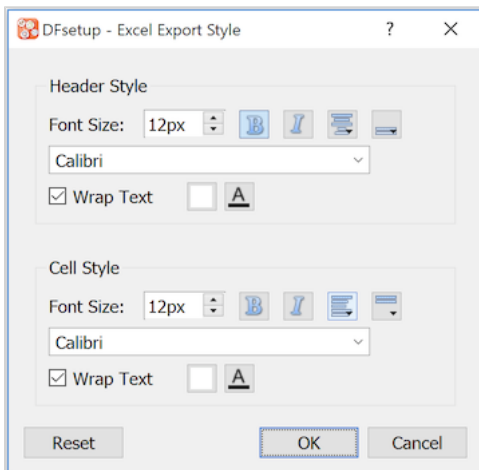 DFsetup - Excel Export Style ?
Header Style
Font Size: 12px B I
Calibri
Wrap Text A
Cell Style
Font Size: 12px B I
Calibri
Wrap Text A
Reset OK Cancel